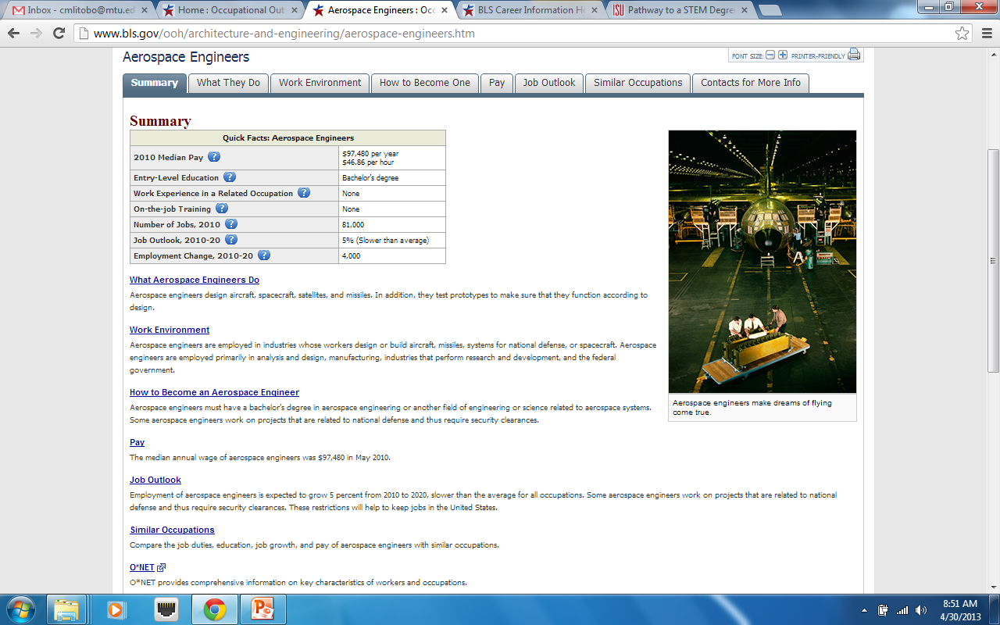 Inbox - cmlitobo@mtu.ed
Home : Occupational Out
Aerospace Engineers : Occ
BLS Career Information He
ISU Pathway to a STEM Degre
www.bls.gov/ooh/architecture-and-engineering/aerospace-engineers.htm
Aerospace Engineers
FONT SIZE: PRINTER-FRIENDLY
Summary What They Do Work Environment How to Become One Pay Job Outlook Similar Occupations Contacts for More Info
Summary
Quick Facts: Aerospace Engineers
2010 Median Pay ? $97,480 per year
$46.86 per hour
Entry-Level Education ? Bachelor's degree
Work Experience in a Related Occupation ? None
On-the-job Training ? None
Number of Jobs, 2010 ? 81,000
Job Outlook, 2010-20 ? 5% (Slower than average)
Employment Change, 2010-20 ? 4,000
A
Aerospace engineers make dreams of flying
come true.
What Aerospace Engineers Do
Aerospace engineers design aircraft, spacecraft, satellites, and missiles. In addition, they test prototypes to make sure that they function according to
design.
Work Environment
Aerospace engineers are employed in industries whose workers design or build aircraft, missiles, systems for national defense, or spacecraft. Aerospace
engineers are employed primarily in analysis and design, manufacturing, industries that perform research and development, and the federal
government.
How to Become an Aerospace Engineer
Aerospace engineers must have a bachelor's degree in aerospace engineering or another field of engineering or science related to aerospace systems.
Some aerospace engineers work on projects that are related to national defense and thus require security clearances.
Pay
The median annual wage of aerospace engineers was $97,480 in May 2010.
Job Outlook
Employment of aerospace engineers is expected to grow 5 percent from 2010 to 2020, slower than the average for all occupations. Some aerospace engineers work on projects that are related to national
defense and thus require security clearances. These restrictions will help to keep jobs in the United States.
Similar Occupations
Compare the job duties, education, job growth, and pay of aerospace engineers with similar occupations.
O*NET
O*NET provides comprehensive information on key characteristics of workers and occupations.
8:51 AM
4/30/2013